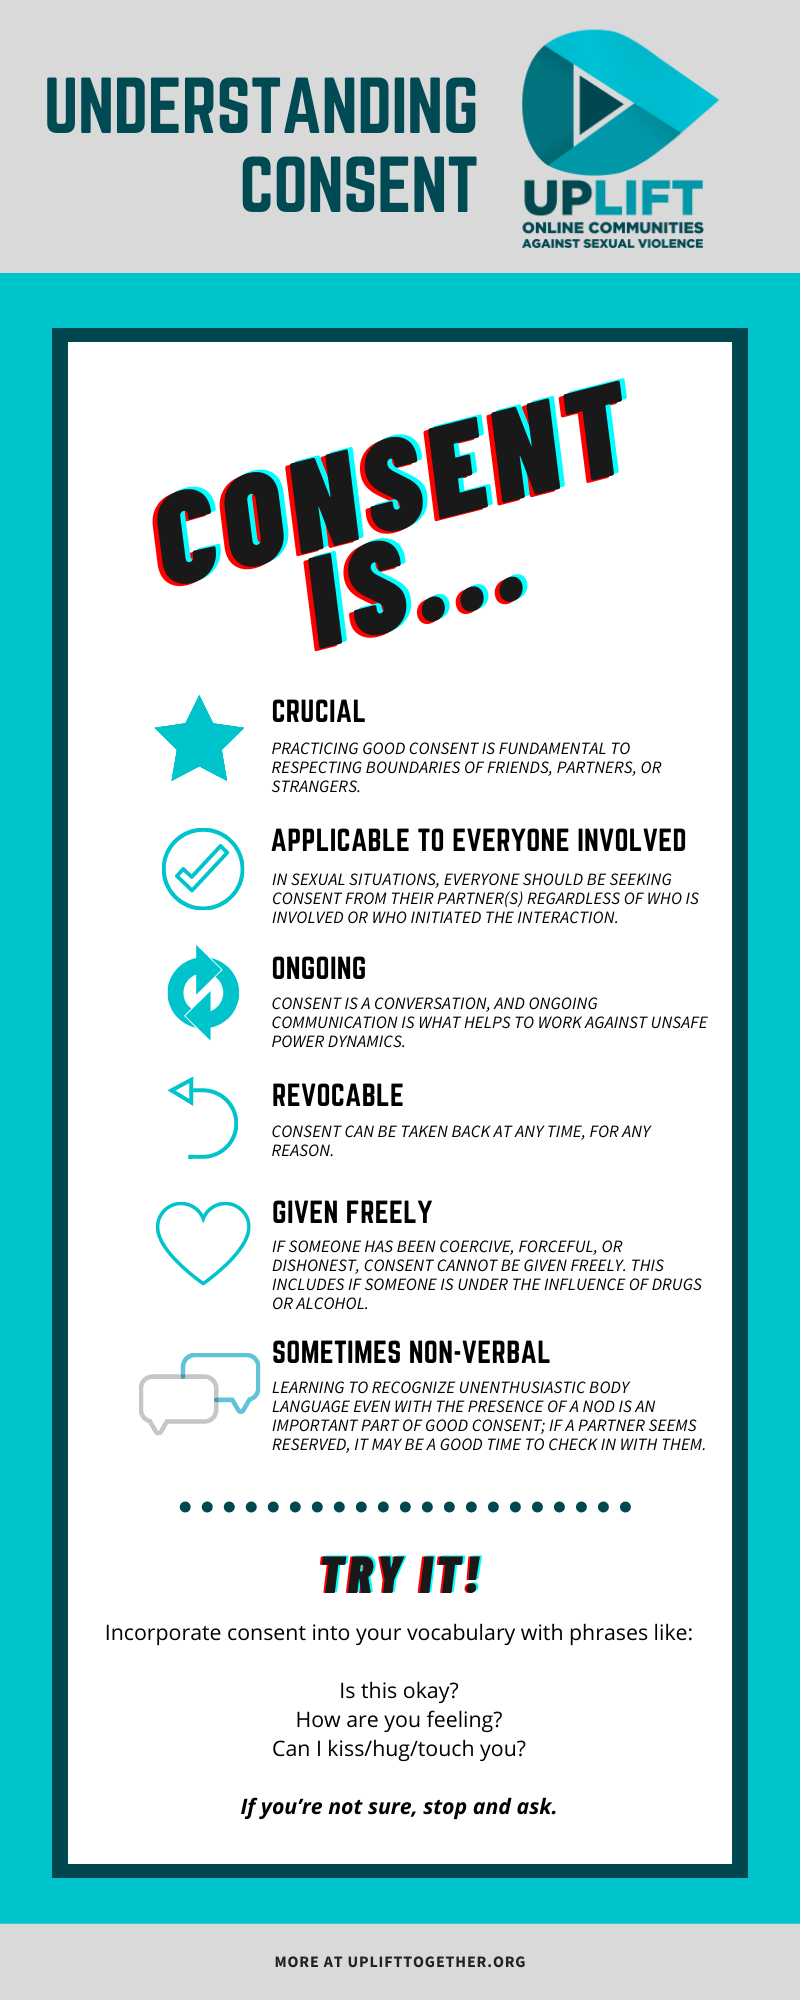 UNDERSTANDING
CONSENT
UPLIFT
ONLINE COMMUNITIES
AGAINST SEXUAL VIOLENCE
CONSENT
IS...
CRUCIAL
PRACTICING GOOD CONSENT IS FUNDAMENTAL TO
RESPECTING BOUNDARIES OF FRIENDS, PARTNERS, OR
STRANGERS.
APPLICABLE TO EVERYONE INVOLVED
IN SEXUAL SITUATIONS, EVERYONE SHOULD BE SEEKING
CONSENT FROM THEIR PARTNER(S) REGARDLESS OF WHO IS
INVOLVED OR WHO INITIATED THE INTERACTION.
ONGOING
CONSENT IS A CONVERSATION, AND ONGOING
COMMUNICATION IS WHAT HELPS TO WORK AGAINST UNSAFE
POWER DYNAMICS.
REVOCABLE
CONSENT CAN BE TAKEN BACK AT ANY TIME, FOR ANY
REASON.
GIVEN FREELY
IF SOMEONE HAS BEEN COERCIVE, FORCEFUL, OR
DISHONEST, CONSENT CANNOT BE GIVEN FREELY. THIS
INCLUDES IF SOMEONE IS UNDER THE INFLUENCE OF DRUGS
OR ALCOHOL.
SOMETIMES NON-VERBAL
LEARNING TO RECOGNIZE UNENTHUSIASTIC BODY
LANGUAGE EVEN WITH THE PRESENCE OF A NOD IS AN
IMPORTANT PART OF GOOD CONSENT; IF A PARTNER SEEMS
RESERVED, IT MAY BE A GOOD TIME TO CHECK IN WITH THEM.
TRY IT!
Incorporate consent into your vocabulary with phrases like:
Is this okay?
How are you feeling?
Can I kiss/hug/touch you?
If you're not sure, stop and ask.
MORE AT UPLIFTTOGETHER.ORG